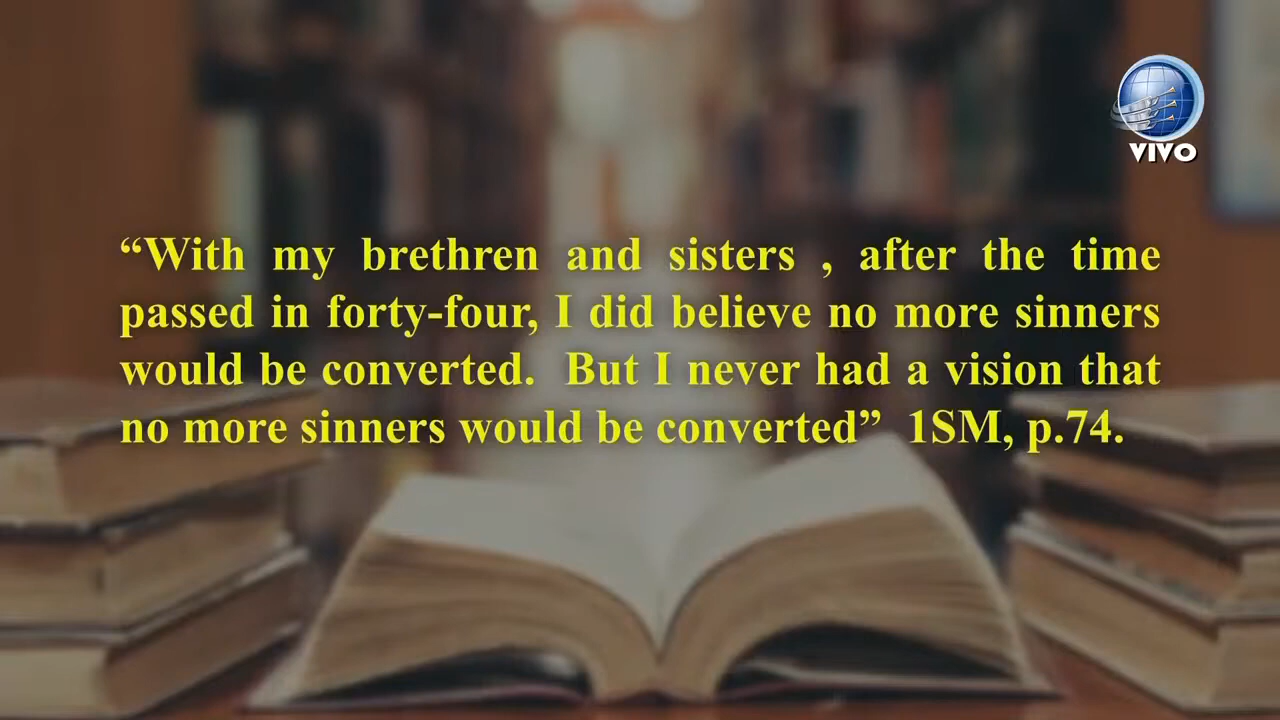 VIVO
“With my brethren and sisters , after the time
passed in forty-four, I did believe no more sinners
would be converted. But I never had a vision that
no more sinners would be converted” 1SM, p.74.